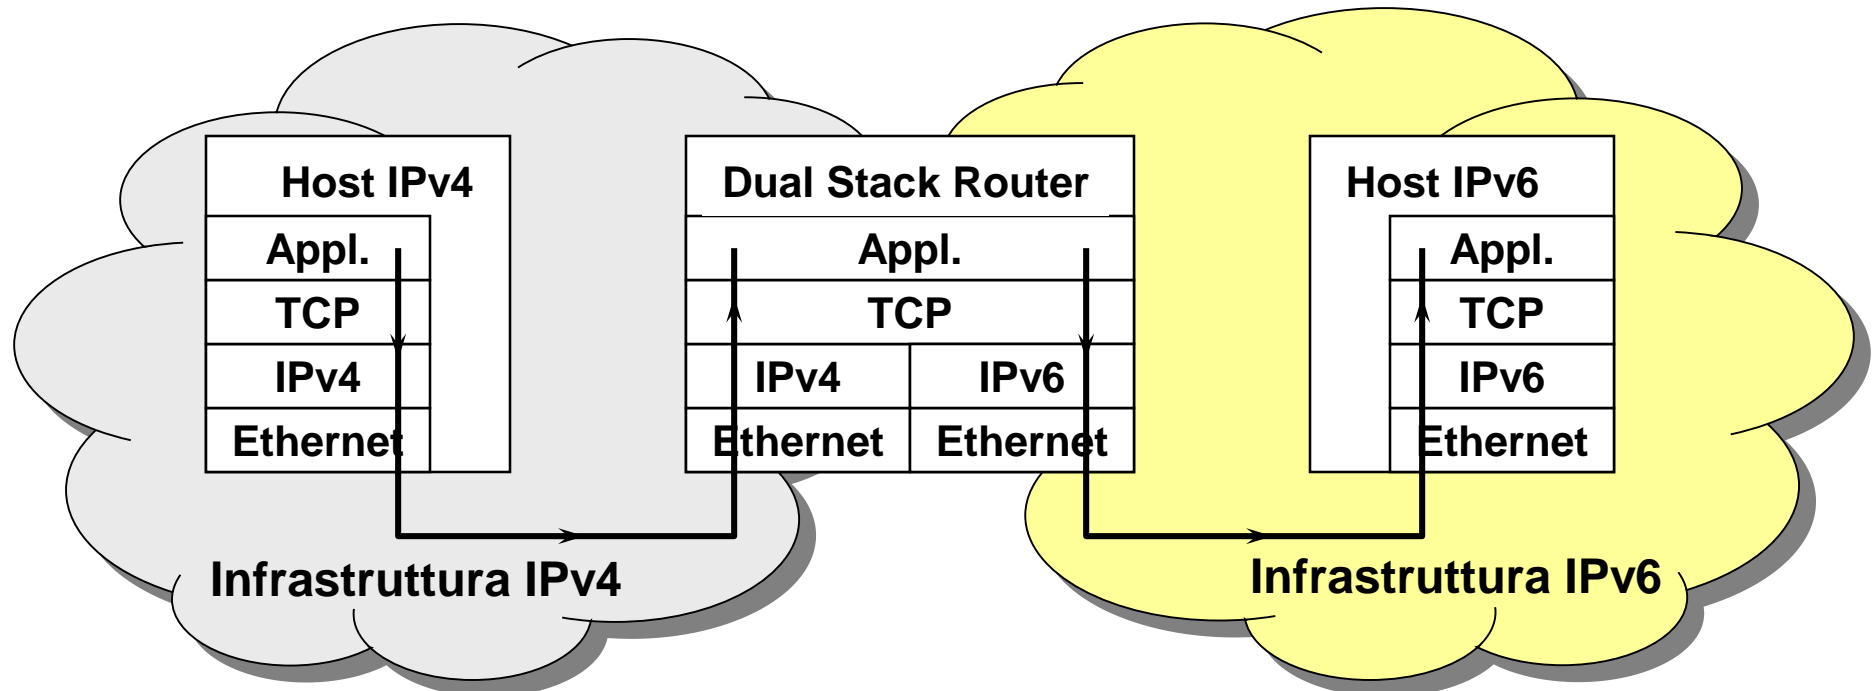 Host IPv4
Appl.
TCP
IPv4
Ethernet
Dual Stack Router
Appl.
TCP
IPv4
IPv6
Ethernet
Ethernet
Host IPv6
Appl.
TCP
IPv6
Ethernet
Infrastruttura IPv4
Infrastruttura IPv6